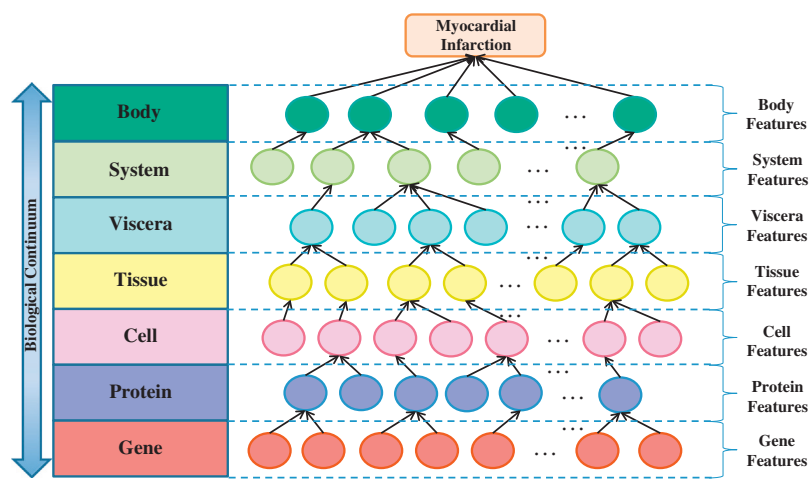 Myocardial
Infarction
Biological Continuum
Body
...
Body
Features
...
System
...
System
Features
...
Viscera
...
Viscera
Features
...
Tissue
...
Tissue
Features
...
Cell
...
Cell
Features
...
Protein
...
Protein
Features
...
Gene
...
Gene
Features